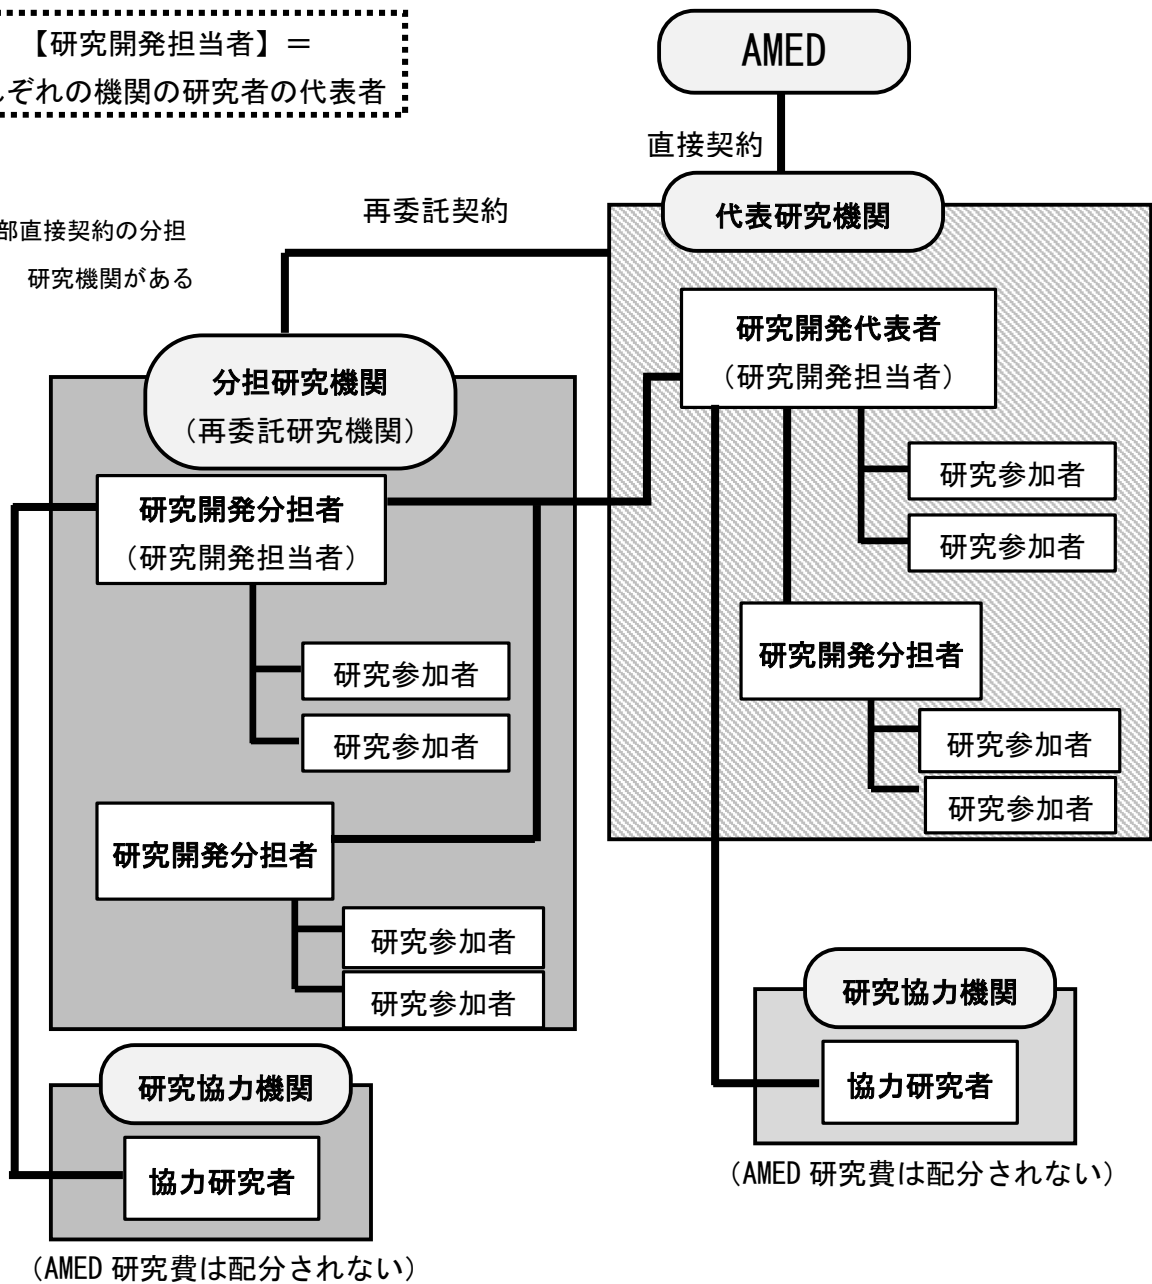 【研究開発担当者】＝
ぞれの機関の研究者の代表者
AMED
直接契約
再委託契約
部直接契約の分担
研究機関がある
代表研究機関
研究開発代表者
（研究開発担当者）
研究参加者
研究参加者
研究開発分担者
研究参加者
研究参加者
分担研究機関
（再委託研究機関）
研究開発分担者
（研究開発担当者）
研究参加者
研究参加者
研究開発分担者
研究参加者
研究参加者
研究協力機関
協力研究者
（AMED 研究費は配分されない）
研究協力機関
協力研究者
（AMED 研究費は配分されない）